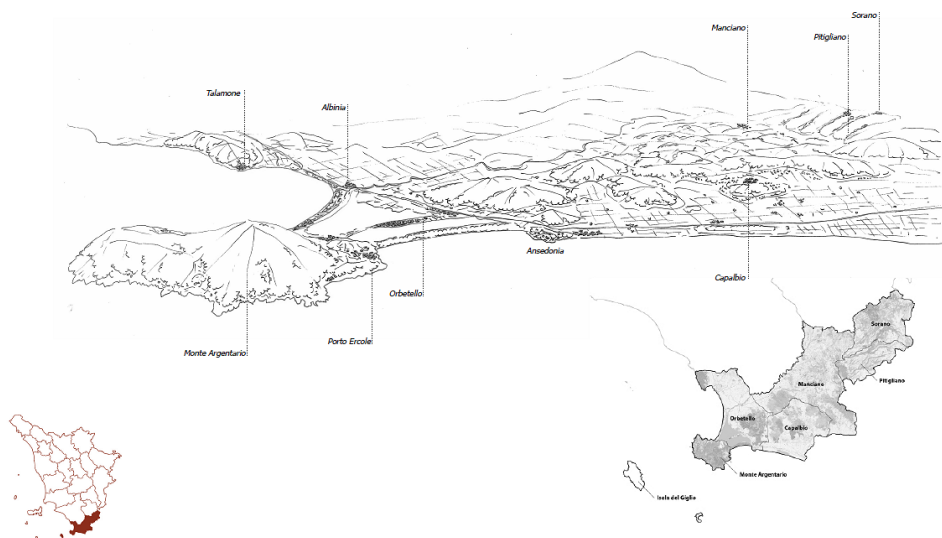 Sorano
Manciano
Pitigliano
Talamone
Albinia
Ansedonia
Capalbio
Orbetello
Porto Ercole
Monte Argentario
Sorano
Manciano
Pitigliano
Orbetello
Capalbio
Monte Argentario
Isola del Giglio